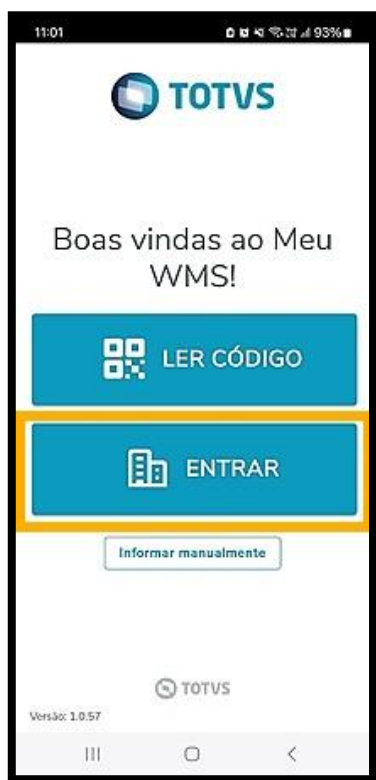 11:01
93%
TOTVS
Boas vindas ao Meu
WMS!
LER CÓDIGO
ENTRAR
Informar manualmente
TOTVS
Versão: 1.0.57